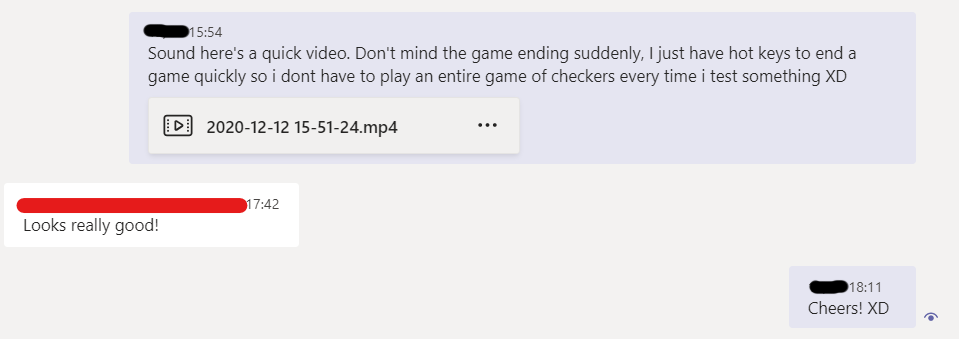 15:54
Sound here's a quick video. Don't mind the game ending suddenly, I just have hot keys to end a
game quickly so i dont have to play an entire game of checkers every time i test something XD
2020-12-12 15-51-24.mp4
17:42
Looks really good!
18:11
Cheers! XD